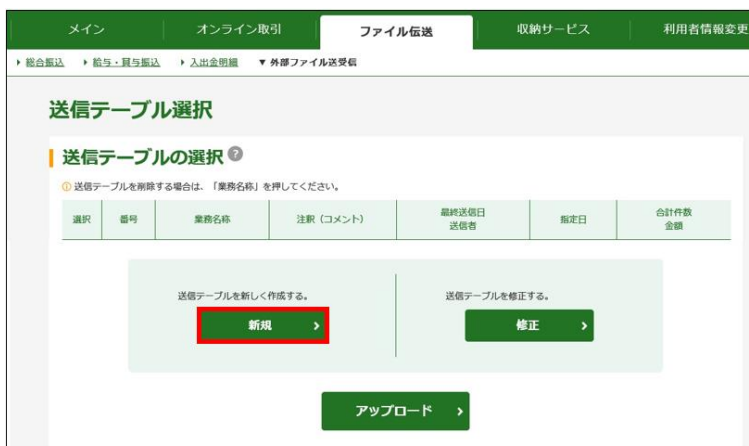 メイン オンライン取引 ファイル伝送 収納サービス 利用者情報変更
総合振込 給与・賞与振込 入出金明細 ▼ 外部ファイル送受信
送信テーブル選択
送信テーブルの選択 ?
送信テーブルを削除する場合は、「業務名称」を押してください。
選択 番号 業務名称 注釈（コメント） 最終送信日 指定日 合計件数
送信者 金額
送信テーブルを新しく作成する。 送信テーブルを修正する。
新規 修正
アップロード